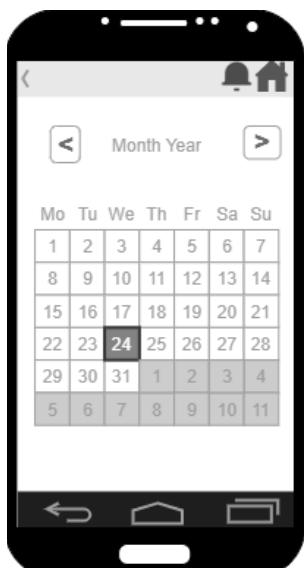 < Month Year >
Mo Tu We Th Fr Sa Su
1 2 3 4 5 6 7
8 9 10 11 12 13 14
15 16 17 18 19 20 21
22 23 24 25 26 27 28
29 30 31 1 2 3 4
5 6 7 8 9 10 11